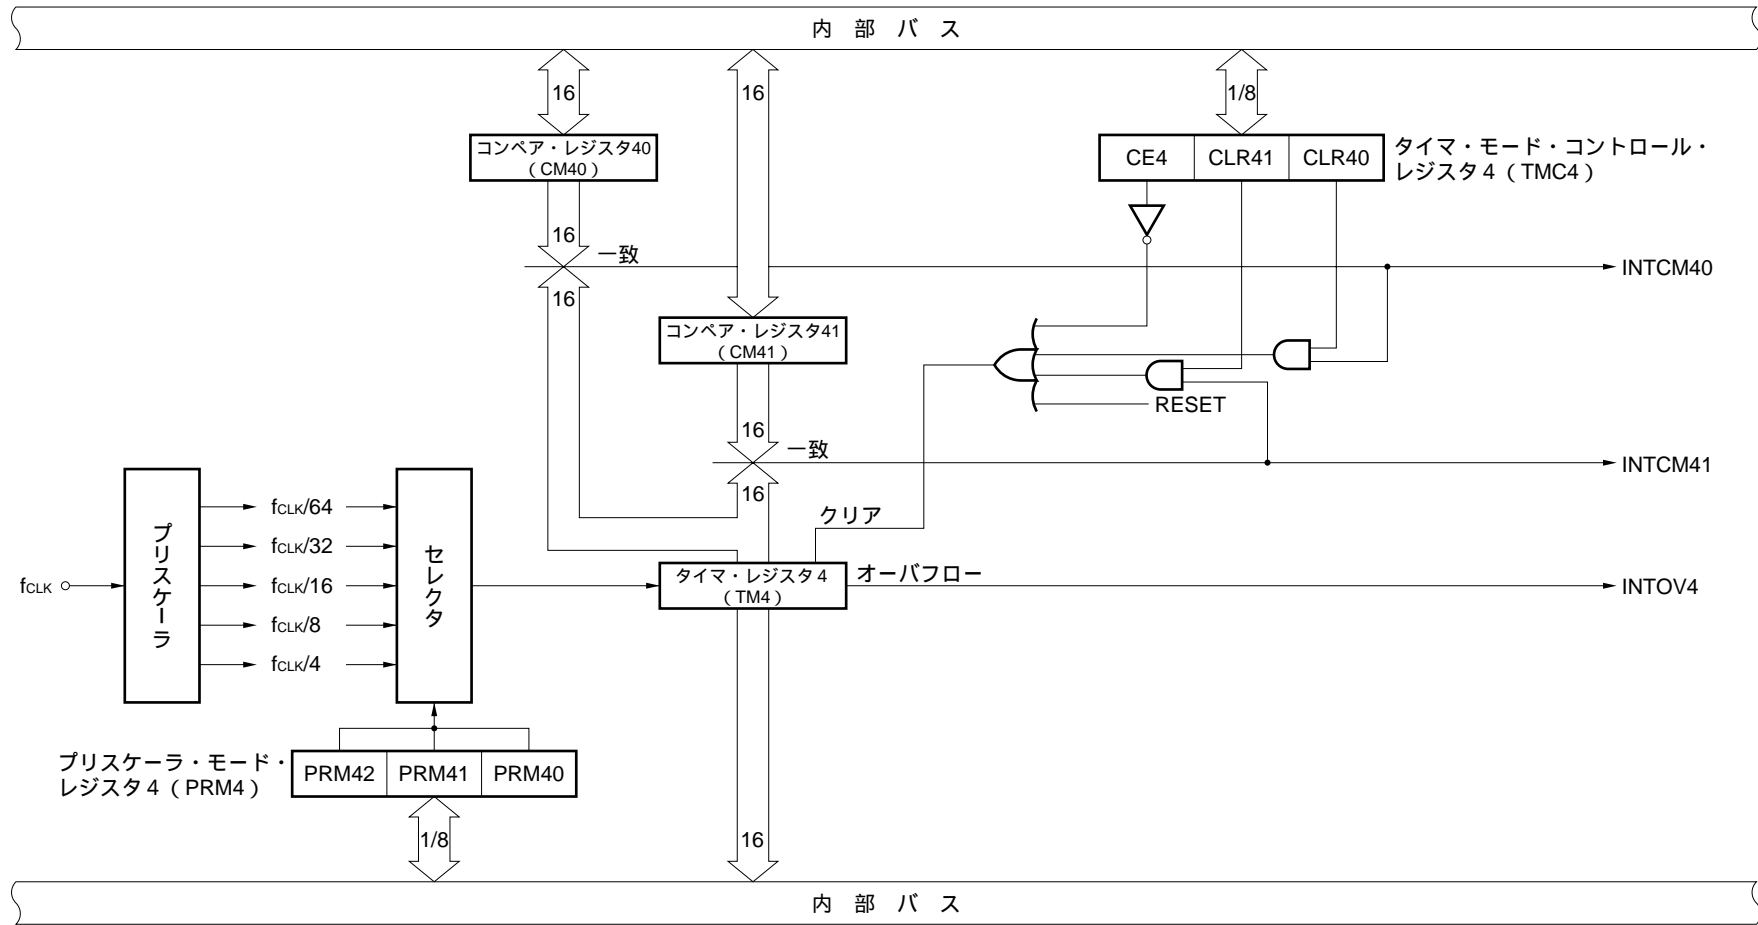 内 部 バ ス
16
16
1/8
コンペア・レジスタ40
（CM40）
CE4
CLR41
CLR40
タイマ・モード・コントロール・
レジスタ４（TMC4）
16
一致
INTCM40
16
コンペア・レジスタ41
（CM41）
RESET
16
一致
INTCM41
16
クリア
プリスケーラ
fCLK/64
fCLK/32
fCLK/16
fCLK/8
fCLK/4
セレクタ
fCLK
タイマ・レジスタ４
（TM4）
オーバフロー
INTOV4
プリスケーラ・モード・
レジスタ４（PRM4）
PRM42
PRM41
PRM40
1/8
16
内 部 バ ス